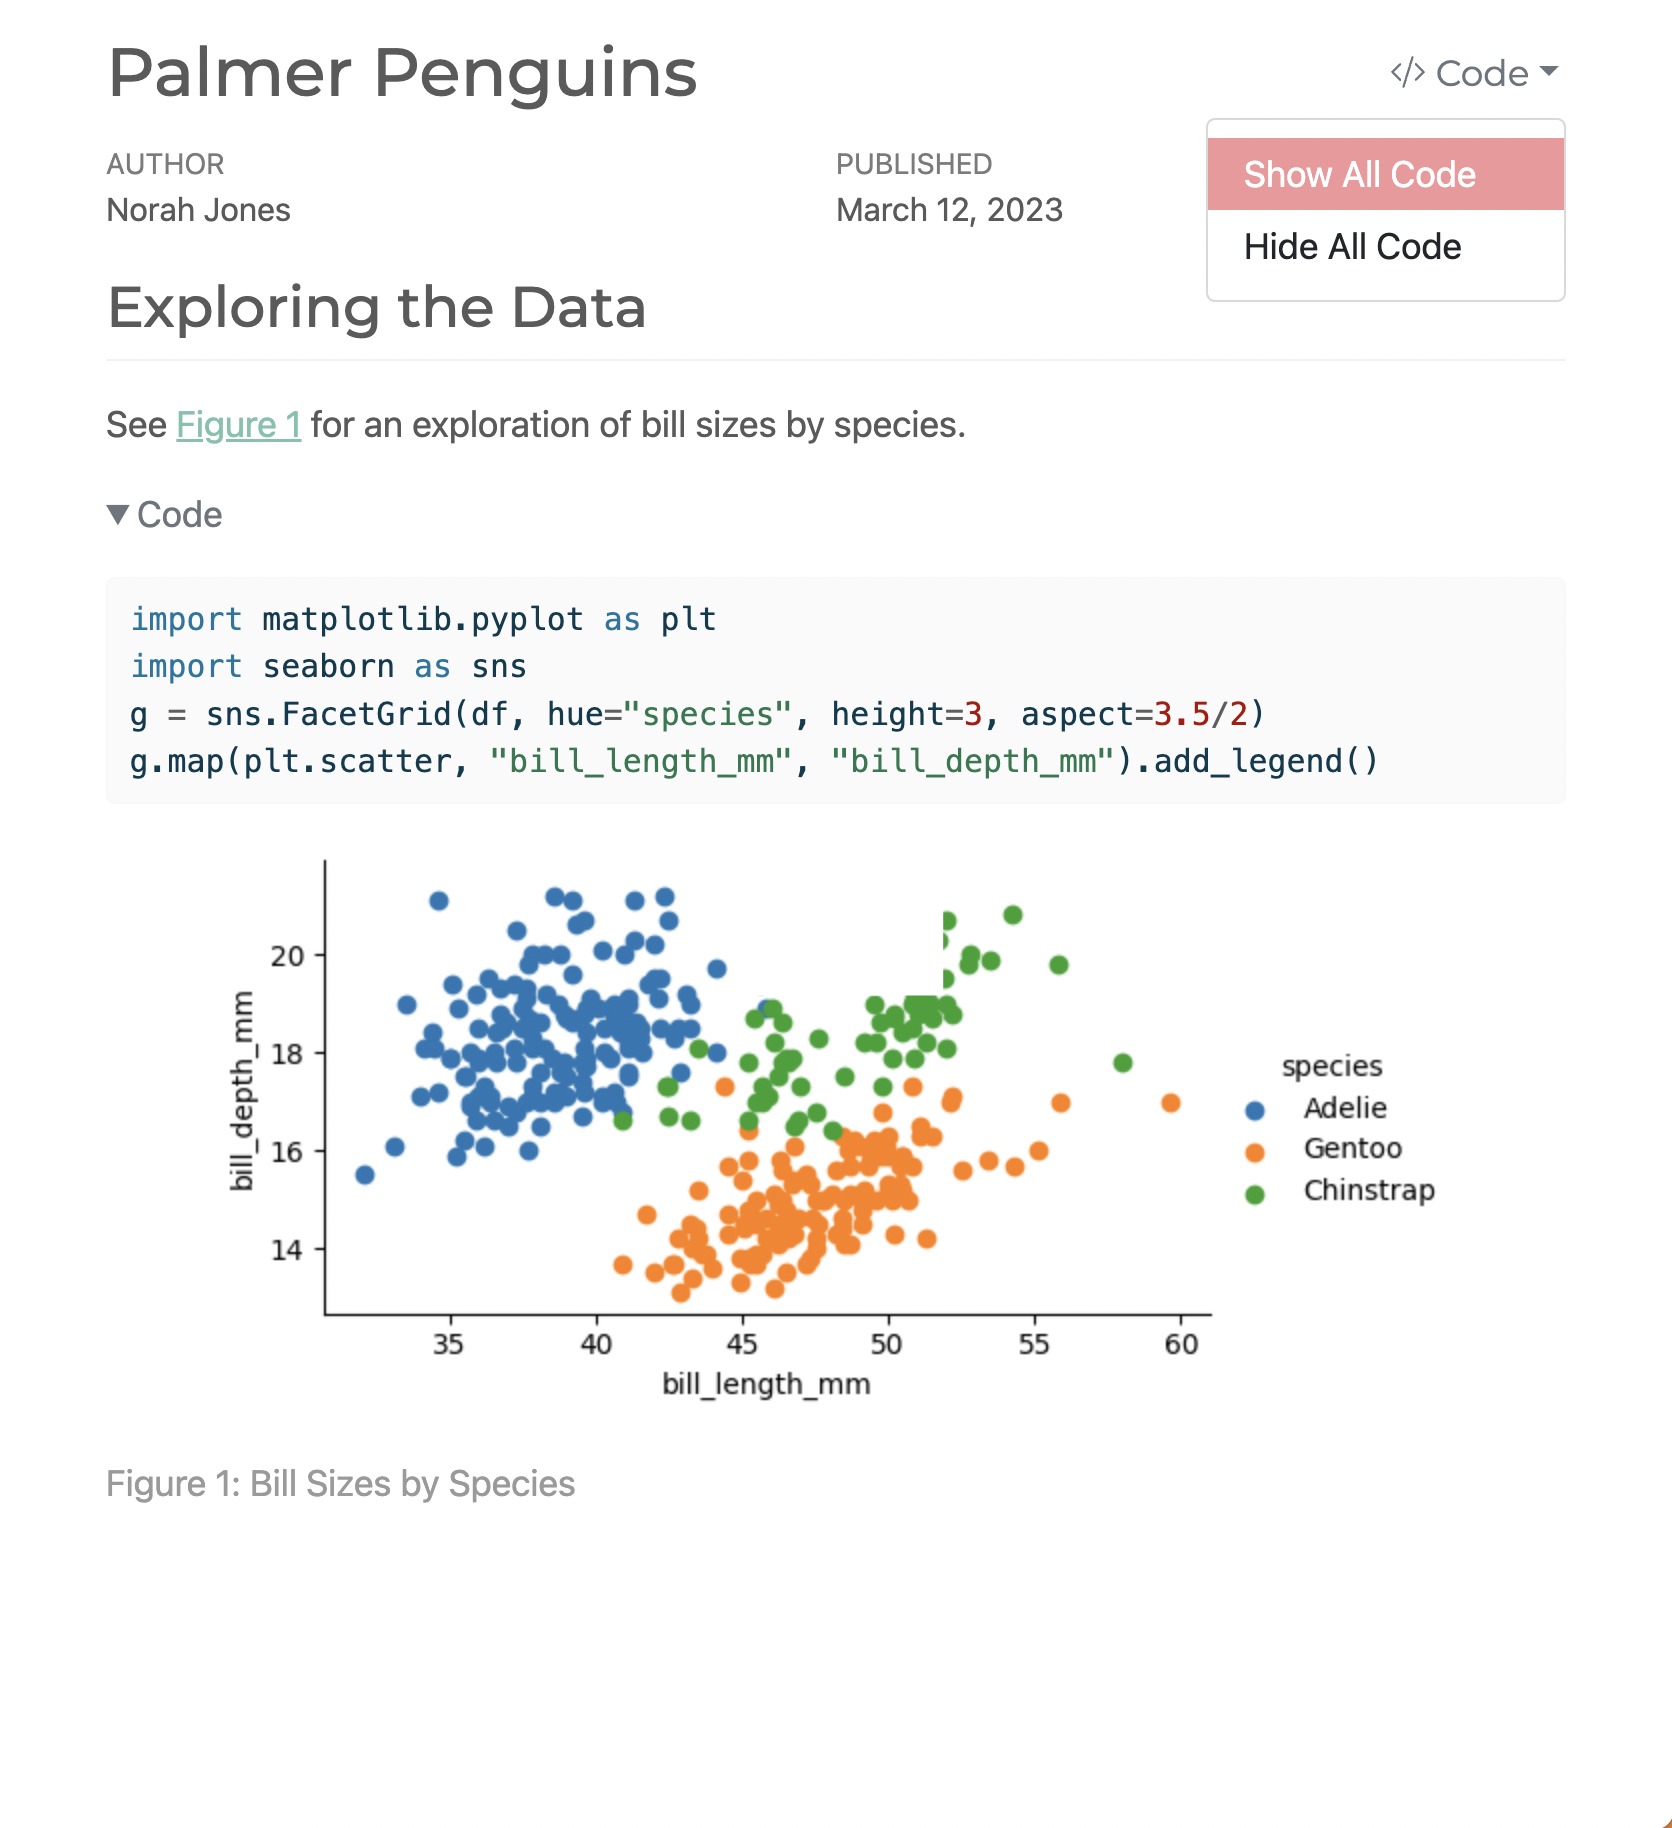 Palmer Penguins
</> Code
AUTHOR
Norah Jones
PUBLISHED
March 12, 2023
Show All Code
Hide All Code
Exploring the Data
See Figure 1 for an exploration of bill sizes by species.
Code
import matplotlib.pyplot as plt
import seaborn as sns
g = sns.FacetGrid(df, hue="species", height=3, aspect=3.5/2)
g.map(plt.scatter, "bill_length_mm", "bill_depth_mm").add_legend()
bill_depth_mm
20
18
16
14
35 40 45 50 55 60
bill_length_mm
species
Adelie
Gentoo
Chinstrap
Figure 1: Bill Sizes by Species